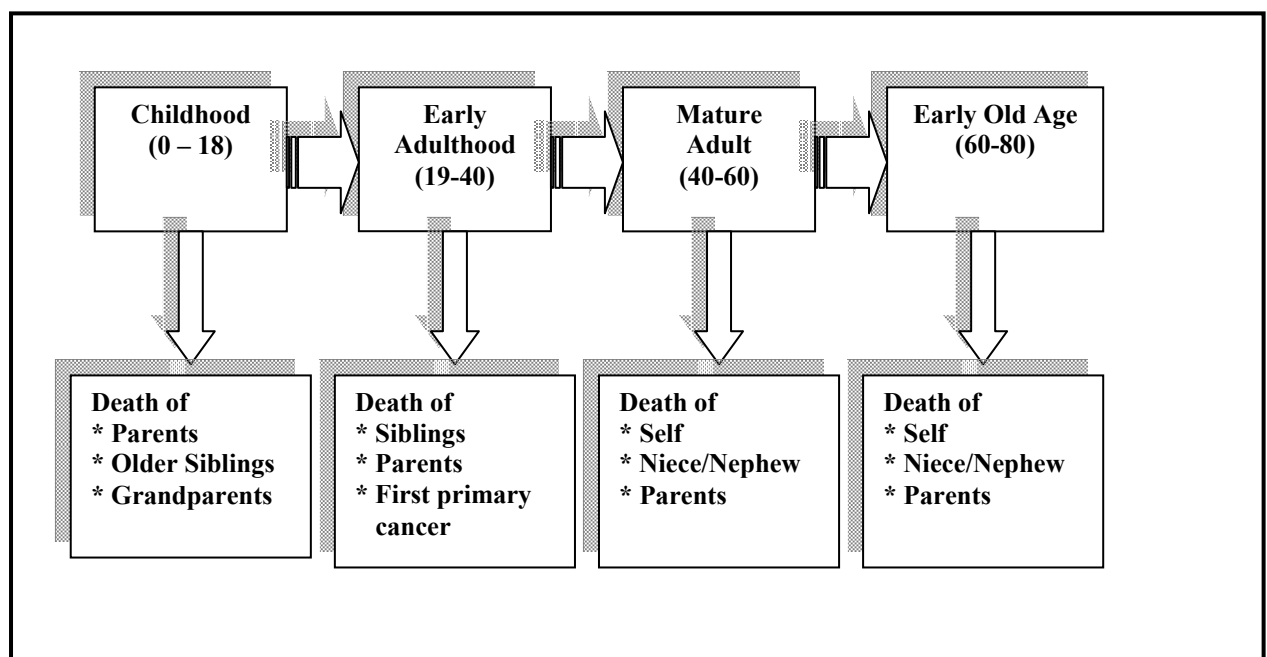 Childhood
(0 – 18)
Early
Adulthood
(19-40)
Mature
Adult
(40-60)
Early Old Age
(60-80)
Death of
* Parents
* Older Siblings
* Grandparents
Death of
* Siblings
* Parents
* First primary
cancer
Death of
* Self
* Niece/Nephew
* Parents
Death of
* Self
* Niece/Nephew
* Parents